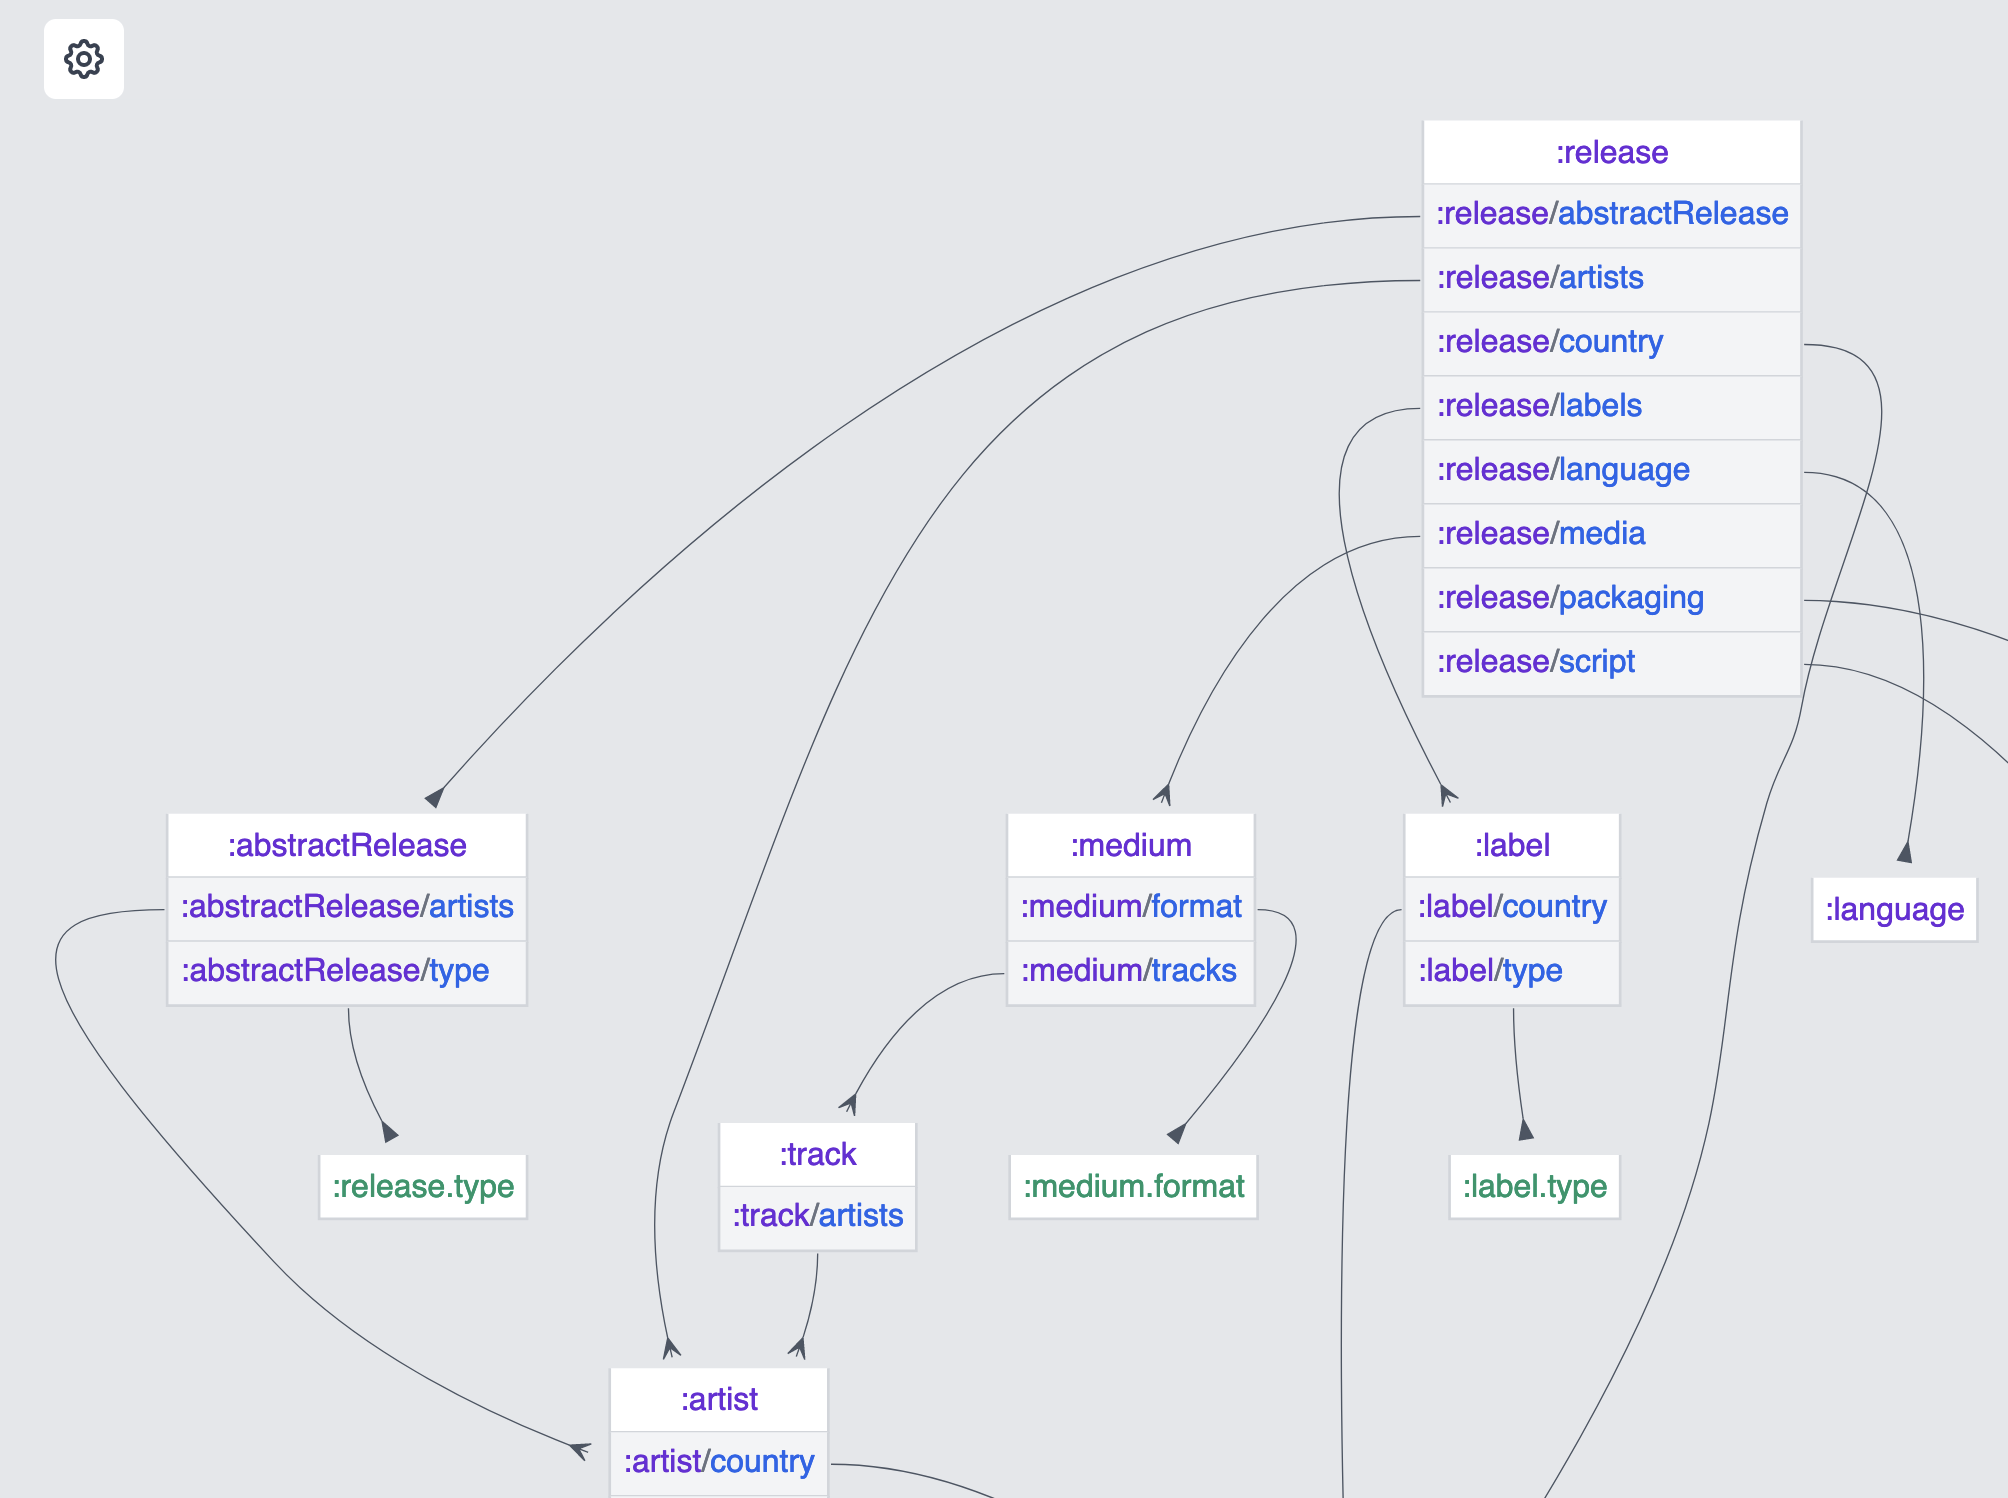 :release
:release/abstractRelease
:release/artists
:release/country
:release/labels
:release/language
:release/media
:release/packaging
:release/script
:abstractRelease
:abstractRelease/artists
:abstractRelease/type
:medium
:medium/format
:medium/tracks
:label
:label/country
:label/type
:language
:release.type
:track
:track/artists
:medium.format
:label.type
:artist
:artist/country